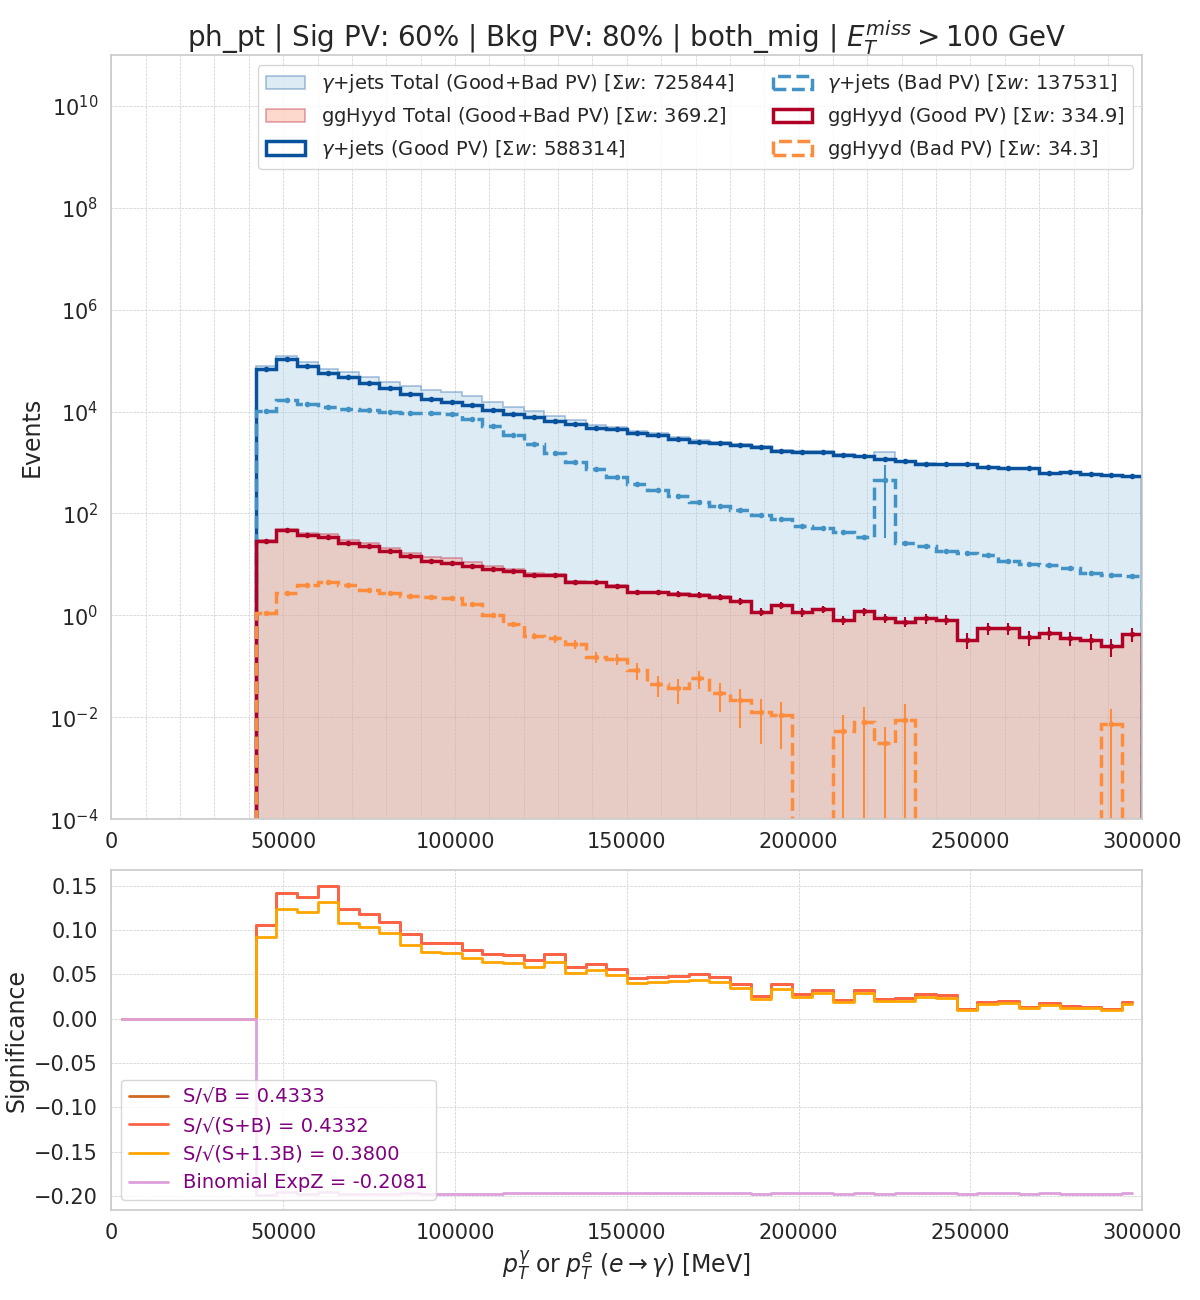 ph_pt | Sig PV: 60% | Bkg PV: 80% | both_mig | $E_T^{miss} > 100$ GeV
γ+jets Total (Good+Bad PV) [Σw: 725844]
ggHyyd Total (Good+Bad PV) [Σw: 369.2]
γ+jets (Good PV) [Σw: 588314]
γ+jets (Bad PV) [Σw: 137531]
ggHyyd (Good PV) [Σw: 334.9]
ggHyyd (Bad PV) [Σw: 34.3]
Events
10^{10}
10^{8}
10^{6}
10^{4}
10^{2}
10^{0}
10^{−2}
10^{−4}
0 50000 100000 150000 200000 250000 300000
Significance
0.15
0.10
0.05
0.00
−0.05
−0.10
−0.15
−0.20
S/√B = 0.4333
S/√(S+B) = 0.4332
S/√(S+1.3B) = 0.3800
Binomial ExpZ = -0.2081
0 50000 100000 150000 200000 250000 300000
$p_T^γ$ or $p_T^e$ (e→γ) [MeV]